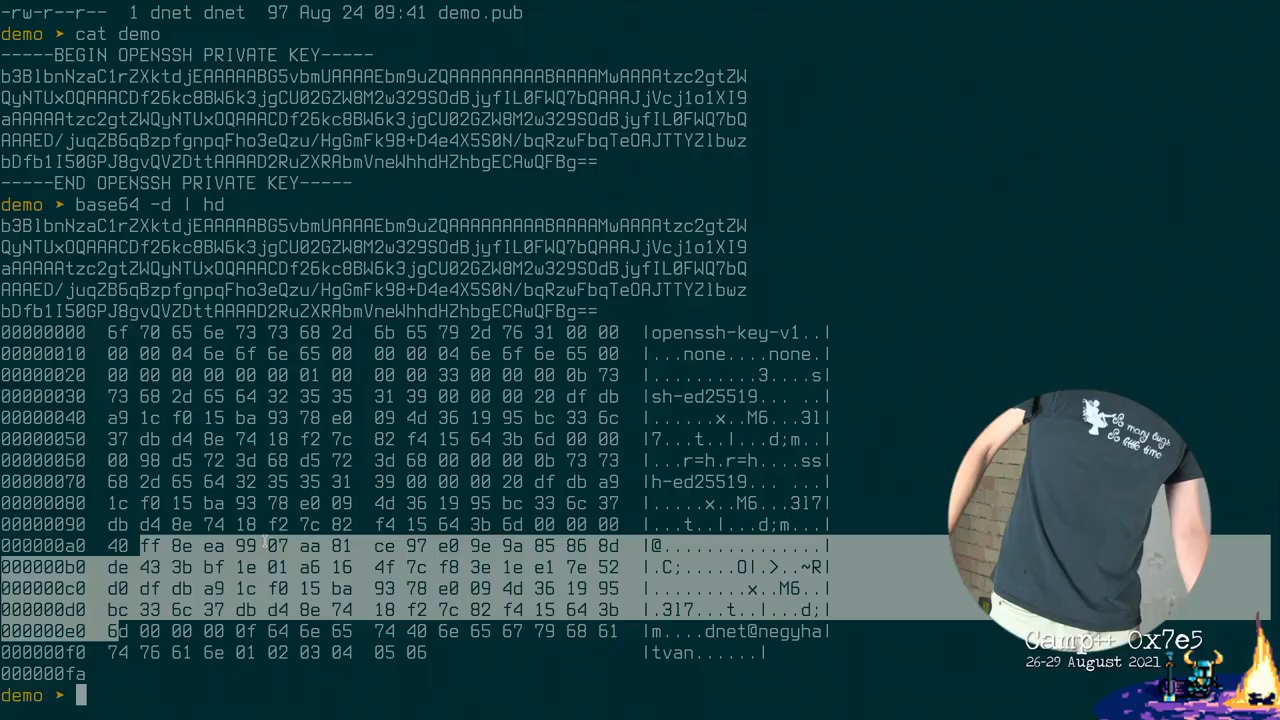 -rw-r--r--  1 dnet dnet  97 Aug 24 09:41 demo.pub
demo ➤ cat demo
-----BEGIN OPENSSH PRIVATE KEY-----
b3BlbnNzaC1rZXktdjEAAAAABG5vbmUAAAAEbm9uZQAAAAAAAAABAAAAMwAAAAtzc2gtZW
QyNTUxOQAAACDf26kc8BW6k3jgCU02GZW8M2w329SOdBjyfIL0FWQ7bQAAAJjVcj1o1XI9
aAAAAAtzc2gtZWQyNTUxOQAAACDf26kc8BW6k3jgCU02GZW8M2w329SOdBjyfIL0FWQ7bQ
AAAED/juqZB6qBzpfgnpqFho3eQzu/HgGmFk98+D4e4X5S0N/bqRzwFbqTeOAJTTYZlbwz
bDfb1I50GPJ8gvQVZDttAAAAD2RuZXRAbmVneWhhdHZhbgECAwQFBg==
-----END OPENSSH PRIVATE KEY-----
demo ➤ base64 -d | hd
b3BlbnNzaC1rZXktdjEAAAAABG5vbmUAAAAEbm9uZQAAAAAAAAABAAAAMwAAAAtzc2gtZW
QyNTUxOQAAACDf26kc8BW6k3jgCU02GZW8M2w329SOdBjyfIL0FWQ7bQAAAJjVcj1o1XI9
aAAAAAtzc2gtZWQyNTUxOQAAACDf26kc8BW6k3jgCU02GZW8M2w329SOdBjyfIL0FWQ7bQ
AAAED/juqZB6qBzpfgnpqFho3eQzu/HgGmFk98+D4e4X5S0N/bqRzwFbqTeOAJTTYZlbwz
bDfb1I50GPJ8gvQVZDttAAAAD2RuZXRAbmVneWhhdHZhbgECAwQFBg==
00000000  6f 70 65 6e 73 73 68 2d  6b 65 79 2d 76 31 00 00  |openssh-key-v1..|
00000010  00 00 04 6e 6f 6e 65 00  00 00 04 6e 6f 6e 65 00  |...none....none.|
00000020  00 00 00 00 00 00 01 00  00 00 33 00 00 00 0b 73  |..........3....s|
00000030  73 68 2d 65 64 32 35 35  31 39 00 00 00 20 df db  |sh-ed25519... ..|
00000040  a9 1c f0 15 ba 93 78 e0  09 4d 36 19 95 bc 33 6c  |......x..M6...3l|
00000050  37 db d4 8e 74 18 f2 7c  82 f4 15 64 3b 6d 00 00  |7...t..|...d;m..|
00000060  00 98 d5 72 3d 68 d5 72  3d 68 00 00 00 0b 73 73  |...r=h.r=h....ss|
00000070  68 2d 65 64 32 35 35 31  39 00 00 00 20 df db a9  |h-ed25519... ...|
00000080  1c f0 15 ba 93 78 e0 09  4d 36 19 95 bc 33 6c 37  |.....x..M6...3l7|
00000090  db d4 8e 74 18 f2 7c 82  f4 15 64 3b 6d 00 00 00  |...t..|...d;m...|
000000a0  40 ff 8e ea 99 07 aa 81  ce 97 e0 9e 9a 85 86 8d  |@...............|
000000b0  de 43 3b bf 1e 01 a6 16  4f 7c f8 3e 1e e1 7e 52  |.C;.....O|.>..~R|
000000c0  d0 df db a9 1c f0 15 ba  93 78 e0 09 4d 36 19 95  |.........x..M6..|
000000d0  bc 33 6c 37 db d4 8e 74  18 f2 7c 82 f4 15 64 3b  |.3l7...t..|...d;|
000000e0  6d 00 00 00 0f 64 6e 65  74 40 6e 65 67 79 68 61  |m....dnet@negyha|
000000f0  74 76 61 6e 01 02 03 04  05 06                    |tvan......|
000000fa
demo ➤
So many bugs
So little time
Camp++ 0x7e5
26-29 August 2021